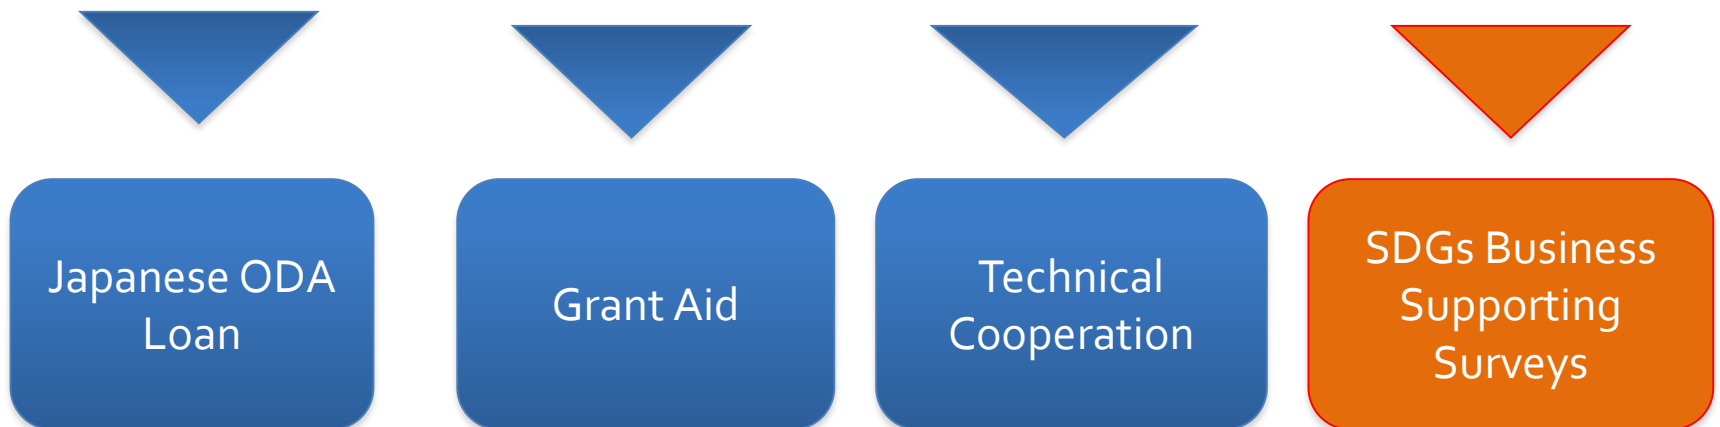 Japanese ODA
Loan
Grant Aid
Technical
Cooperation
SDGs Business
Supporting
Surveys